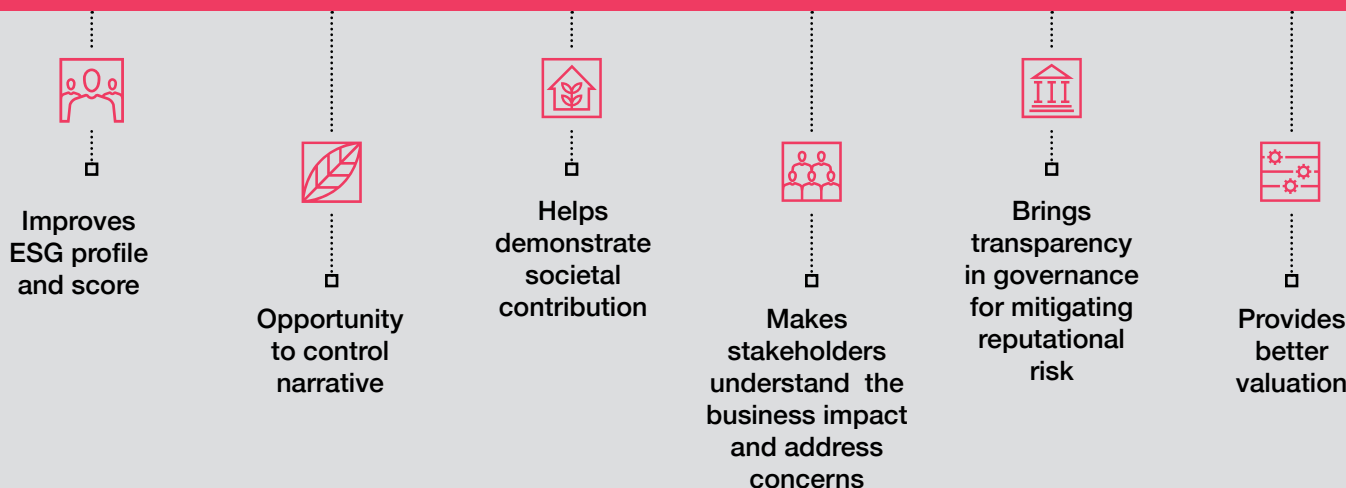 Improves
ESG profile
and score
Opportunity
to control
narrative
Helps
demonstrate
societal
contribution
Makes
stakeholders
understand the
business impact
and address
concerns
Brings
transparency
in governance
for mitigating
reputational
risk
Provides
better
valuation